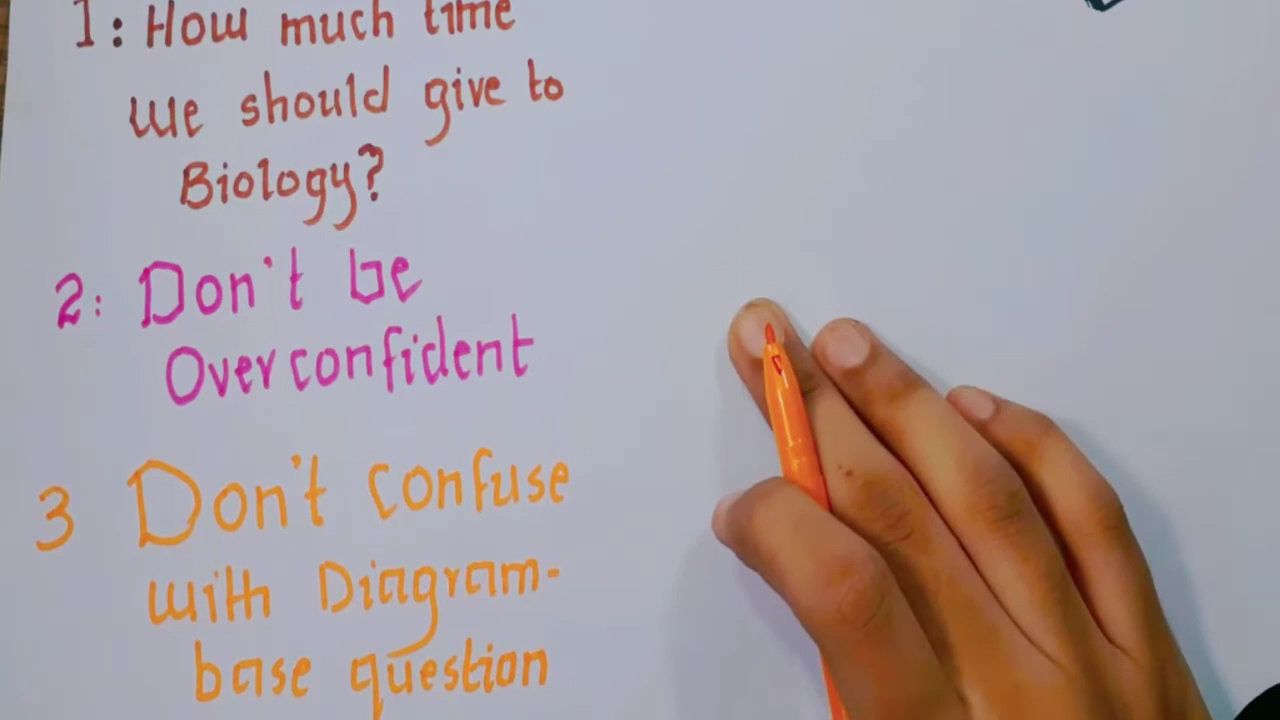 1: How much time
We should give to
Biology?
2: Don't be
Overconfident
3 Don't confuse
with Diagram-
base question